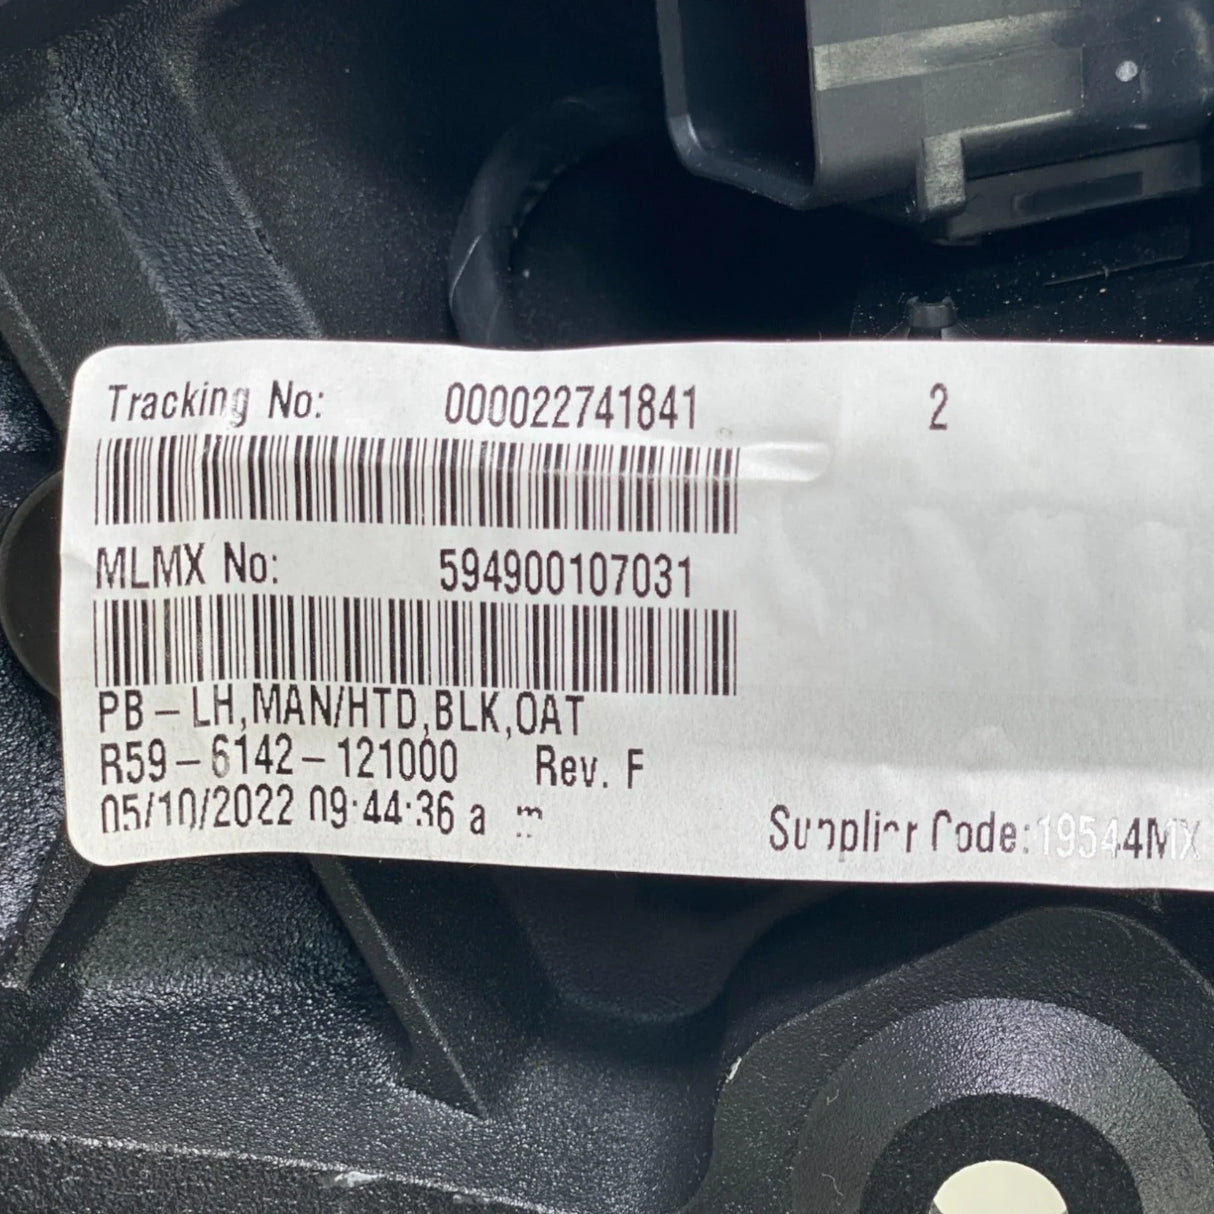 Tracking No: 000022741841 2
MLMX No: 594900107031
PB-LH,MAN/HTD,BLK,OAT
R59-6142-121000 Rev. F
05/10/2022 09:44:36 a m
Supplier Code:19544MX